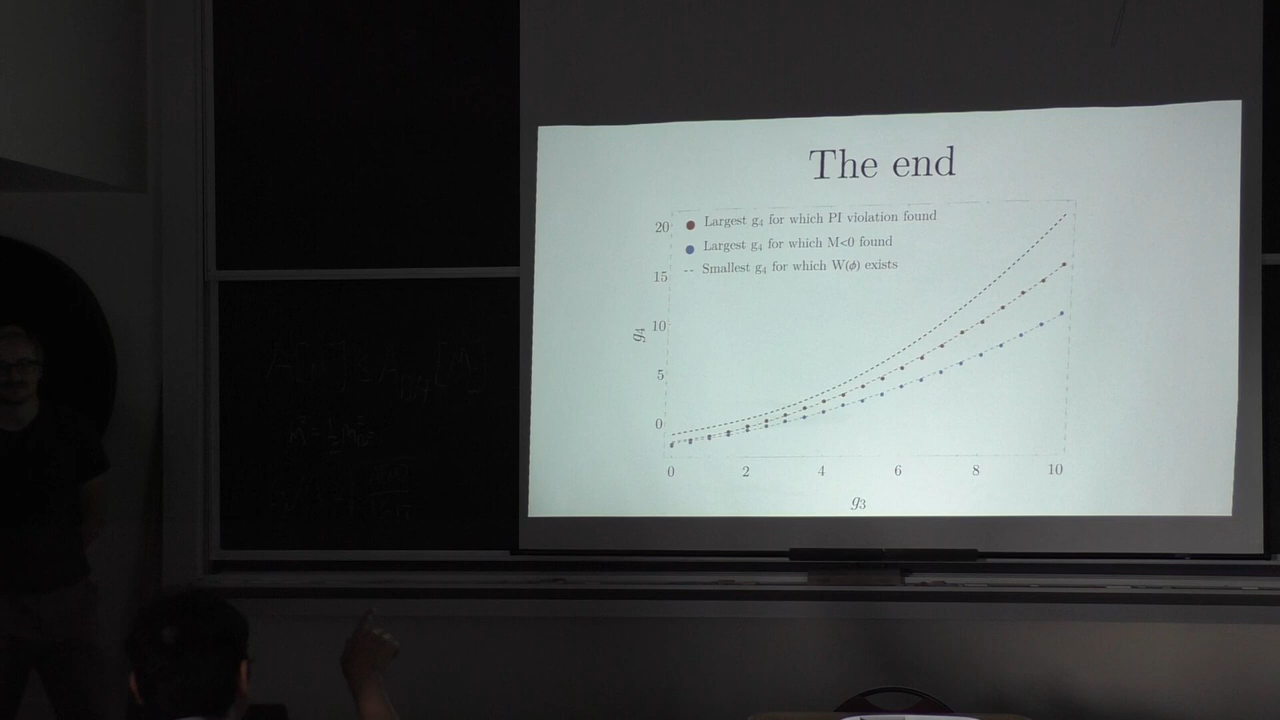 The end
20
Largest g₄ for which PI violation found
Largest g₄ for which M<0 found
-- Smallest g₄ for which W(ϕ) exists
15
10
g₄
5
0
0 2 4 6 8 10
g₃